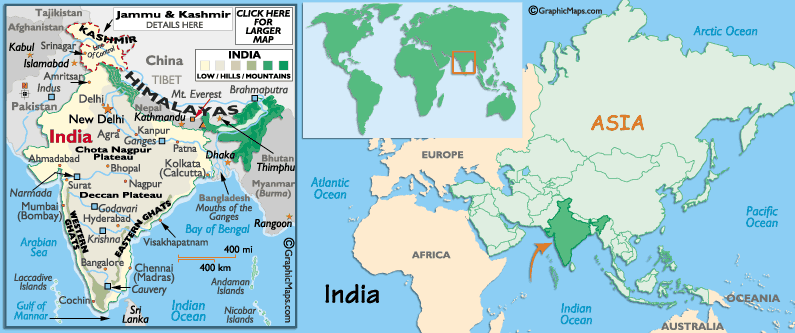 Tajikistan
Afghanistan
Kabul
Islamabad
Srinagar
KASHMIR
Line Of Control
Jammu & Kashmir
DETAILS HERE
CLICK HERE
FOR
LARGER
MAP
INDIA
LOW / HILLS / MOUNTAINS
China
TIBET
Amritsar
Indus
Pakistan
HIMALAYAS
Mt. Everest
Brahmaputra
Delhi
New Delhi
Nepal
Kathmandu
India
Agra
Kanpur
Ganges
Patna
Bhutan
Thimphu
Chota Nagpur
Plateau
Dhaka
Ahmadabad
Bhopal
Kolkata
(Calcutta)
Myanmar
(Burma)
Surat
Nagpur
Narmada
Deccan Plateau
Bangladesh
Mouths of the
Ganges
Mumbai
(Bombay)
Godavari
Hyderabad
Rangoon
WESTERN
GHATS
EASTERN GHATS
Bay of Bengal
Krishna
Visakhapatnam
Arabian
Sea
400 mi
400 km
Bangalore
Chennai
(Madras)
Cauvery
Laccadive
Islands
Andaman
Islands
Cochin
Gulf of
Mannar
Sri
Lanka
Indian
Ocean
Nicobar
Islands
©GraphicMaps.com
©GraphicMaps.com
Arctic Ocean
ASIA
EUROPE
Atlantic
Ocean
Pacific
Ocean
AFRICA
India
Indian
Ocean
OCEANIA
AUSTRALIA